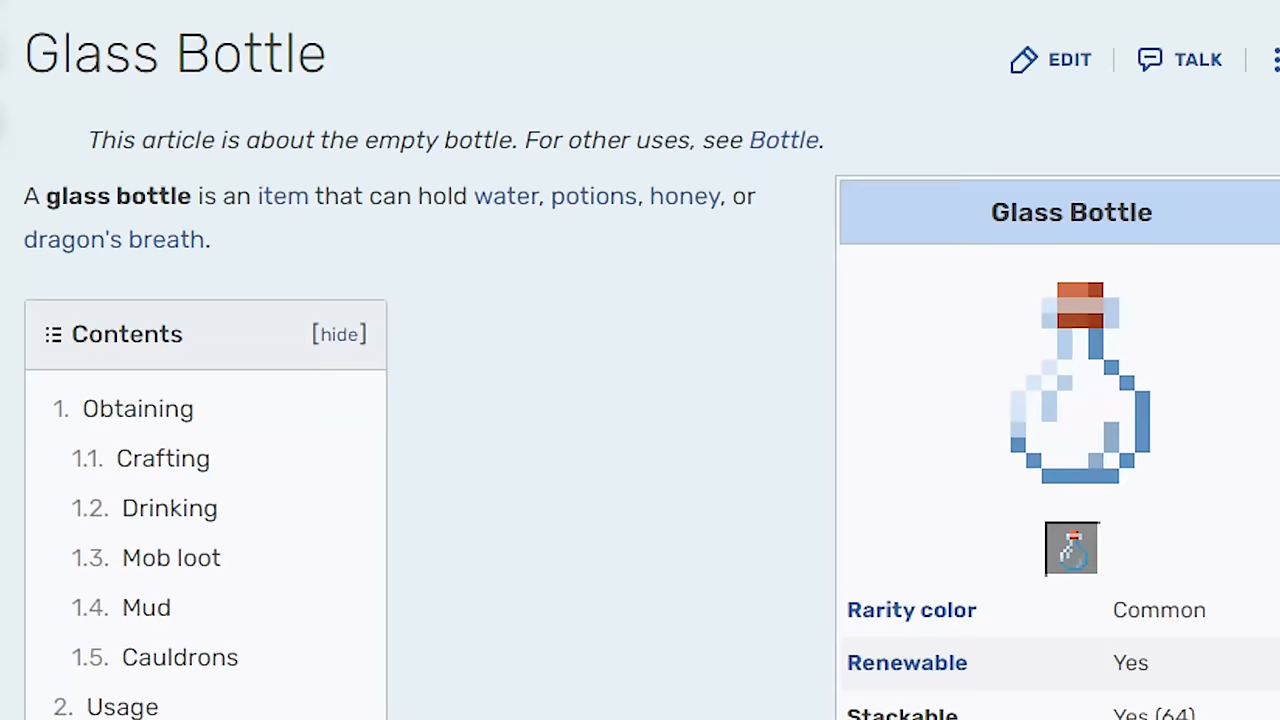 Glass Bottle
EDIT
TALK
This article is about the empty bottle. For other uses, see Bottle.
A glass bottle is an item that can hold water, potions, honey, or
dragon's breath.
Contents [hide]
1. Obtaining
1.1. Crafting
1.2. Drinking
1.3. Mob loot
1.4. Mud
1.5. Cauldrons
2. Usage
Glass Bottle
Rarity color Common
Renewable Yes
Stackable Yes (64)